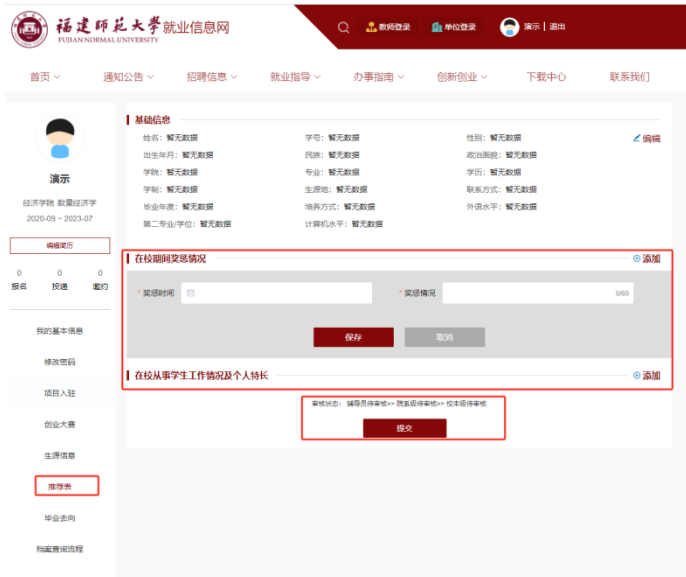 福建师范大学就业信息网
FUJIAN NORMAL UNIVERSITY
教师登录 单位登录 演示 | 退出
首页 通知公告 招聘信息 就业指导 办事指南 创新创业 下载中心 联系我们
演示
经济学院 数量经济学
2020-09 ~ 2023-07
编辑简历
0 0 0
报名 投递 邀约
我的基本信息
修改密码
项目入驻
创业大赛
生源信息
推荐表
毕业去向
档案查询流程
基础信息
编辑
姓名：暂无数据 学号：暂无数据 性别：暂无数据
出生年月：暂无数据 民族：暂无数据 政治面貌：暂无数据
学院：暂无数据 专业：暂无数据 学历：暂无数据
学制：暂无数据 生源地：暂无数据 联系方式：暂无数据
毕业年度：暂无数据 培养方式：暂无数据 外语水平：暂无数据
第二专业/学位：暂无数据 计算机水平：暂无数据
在校期间奖惩情况 添加
* 奖惩时间 * 奖惩情况 0/60
保存 取消
在校从事学生工作情况及个人特长 添加
审核状态： 辅导员待审核=> 院系级待审核=> 校本级待审核
提交